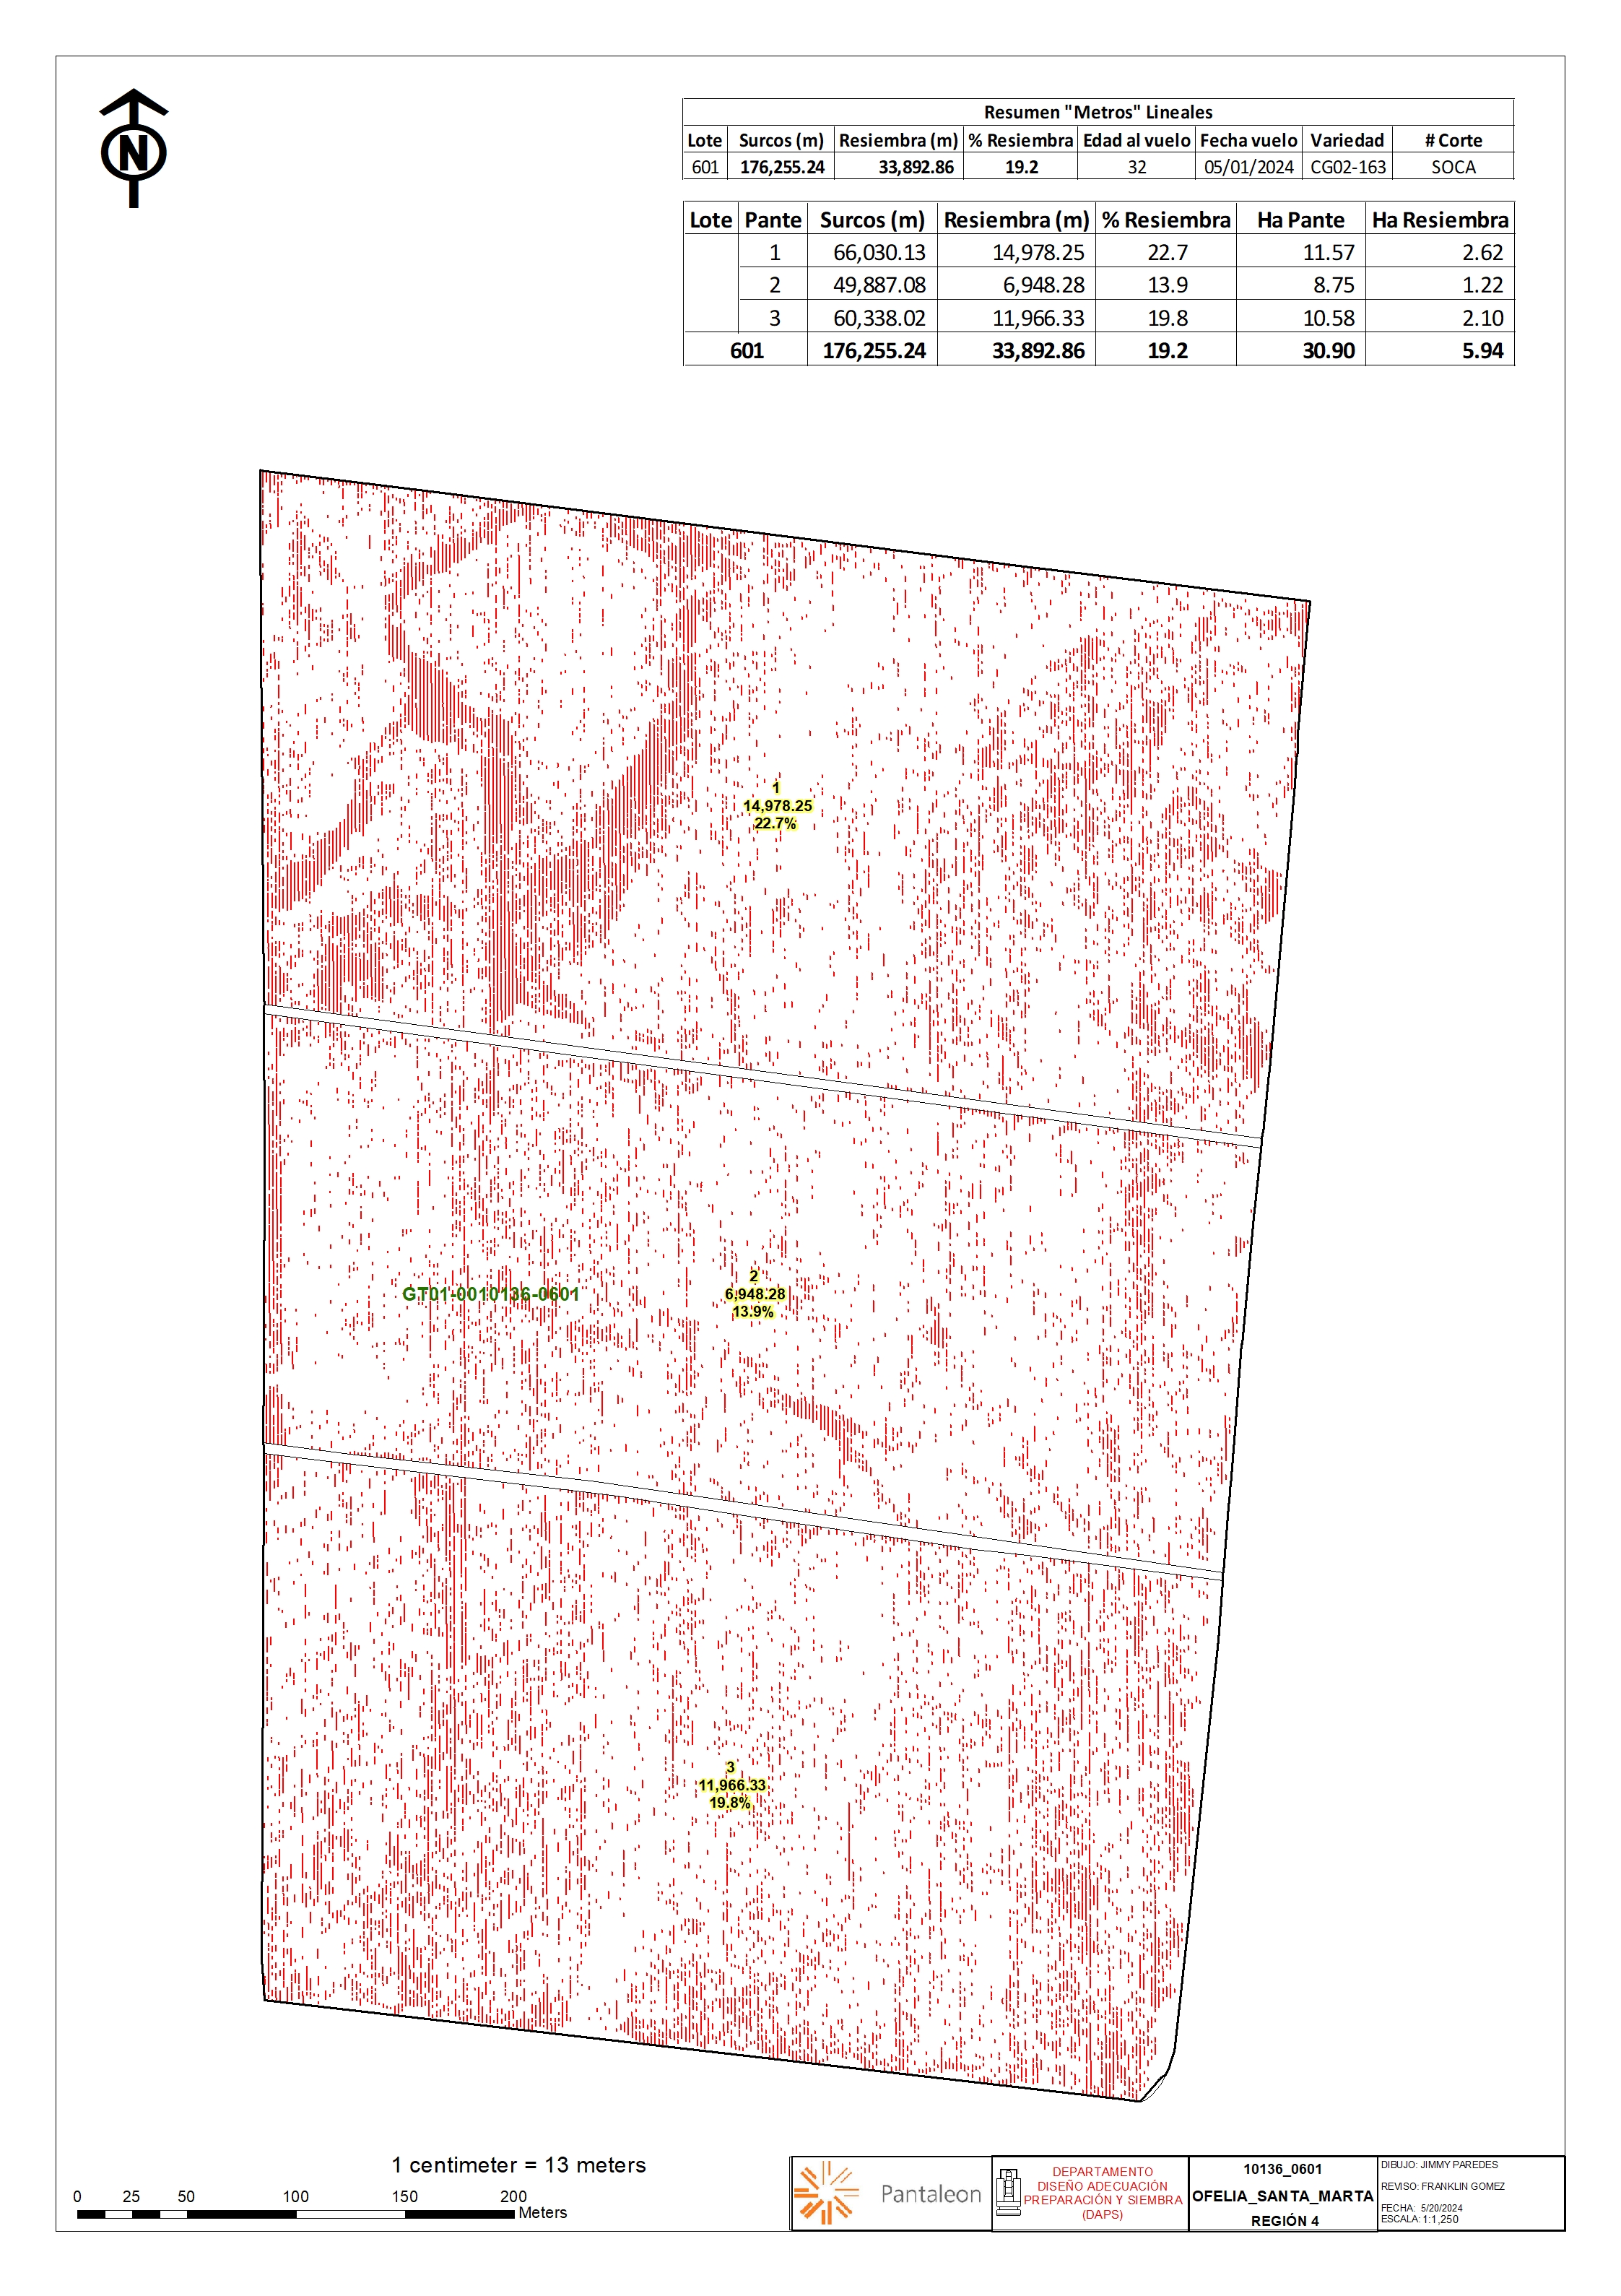 N
Resumen "Metros" Lineales
Lote Surcos (m) Resiembra (m) % Resiembra Edad al vuelo Fecha vuelo Variedad # Corte
601 176,255.24 33,892.86 19.2 32 05/01/2024 CG02-163 SOCA
Lote Pante Surcos (m) Resiembra (m) % Resiembra Ha Pante Ha Resiembra
1 66,030.13 14,978.25 22.7 11.57 2.62
2 49,887.08 6,948.28 13.9 8.75 1.22
3 60,338.02 11,966.33 19.8 10.58 2.10
601 176,255.24 33,892.86 19.2 30.90 5.94
1
14,978.25
22.7%
GT01-0010136-0601
2
6,948.28
13.9%
3
11,966.33
19.8%
1 centimeter = 13 meters
0 25 50 100 150 200
Meters
Pantaleon
DEPARTAMENTO
DISEÑO ADECUACIÓN
PREPARACIÓN Y SIEMBRA
(DAPS)
10136_0601
OFELIA_SANTA_MARTA
REGIÓN 4
DIBUJO: JIMMY PAREDES
REVISO: FRANKLIN GOMEZ
FECHA: 5/20/2024
ESCALA: 1:1,250